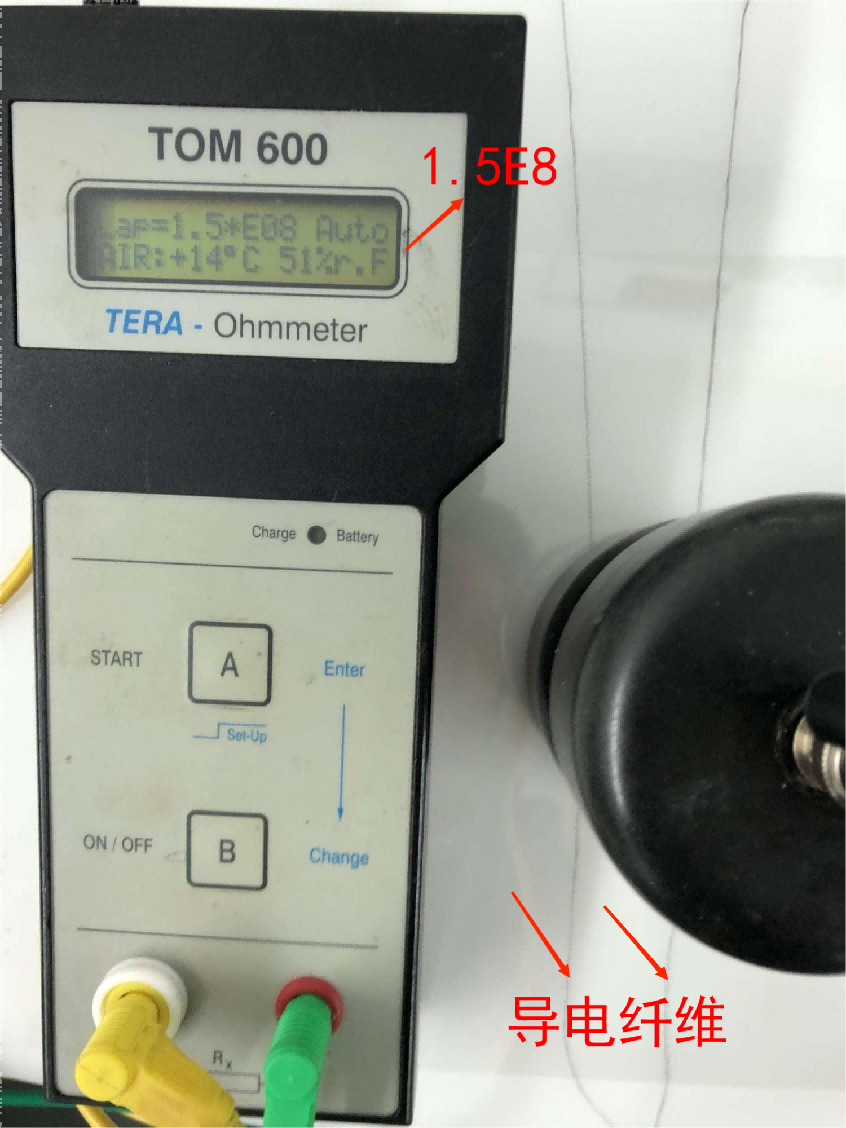 TOM 600
1.5E8
Lap=1.5*E08 Auto
AIR:+14°C 51%r.F
TERA - Ohmmeter
Charge Battery
START A Enter
Set-Up
ON / OFF B Change
导电纤维
Rx